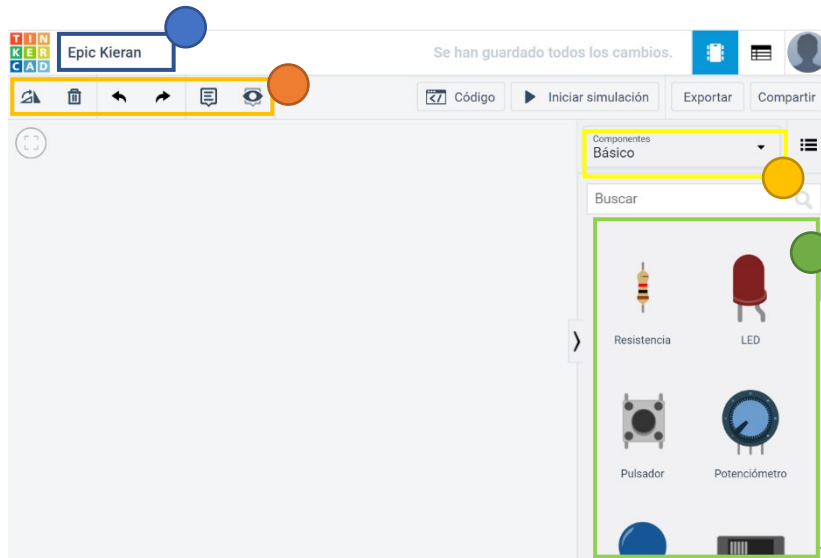 TIN
KER
CAD
Epic Kieran
Se han guardado todos los cambios.
Código
Iniciar simulación
Exportar
Compartir
Componentes
Básico
Buscar
Resistencia
LED
Pulsador
Potenciómetro